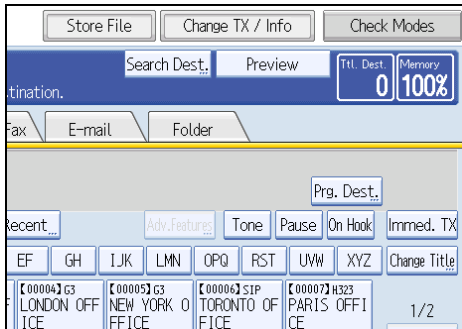 Store File Change TX / Info Check Modes
Search Dest. Preview Ttl. Dest. Memory
tination. 0 100%
Fax E-mail Folder
Prg. Dest.
Recent Adv.Features Tone Pause On Hook Immed. TX
EF GH IJK LMN OPQ RST UVW XYZ Change Title
【00004】G3 【00005】G3 【00006】SIP 【00007】H323
LONDON OFF NEW YORK O TORONTO OF PARIS OFFI 1/2
ICE FFICE FICE CE